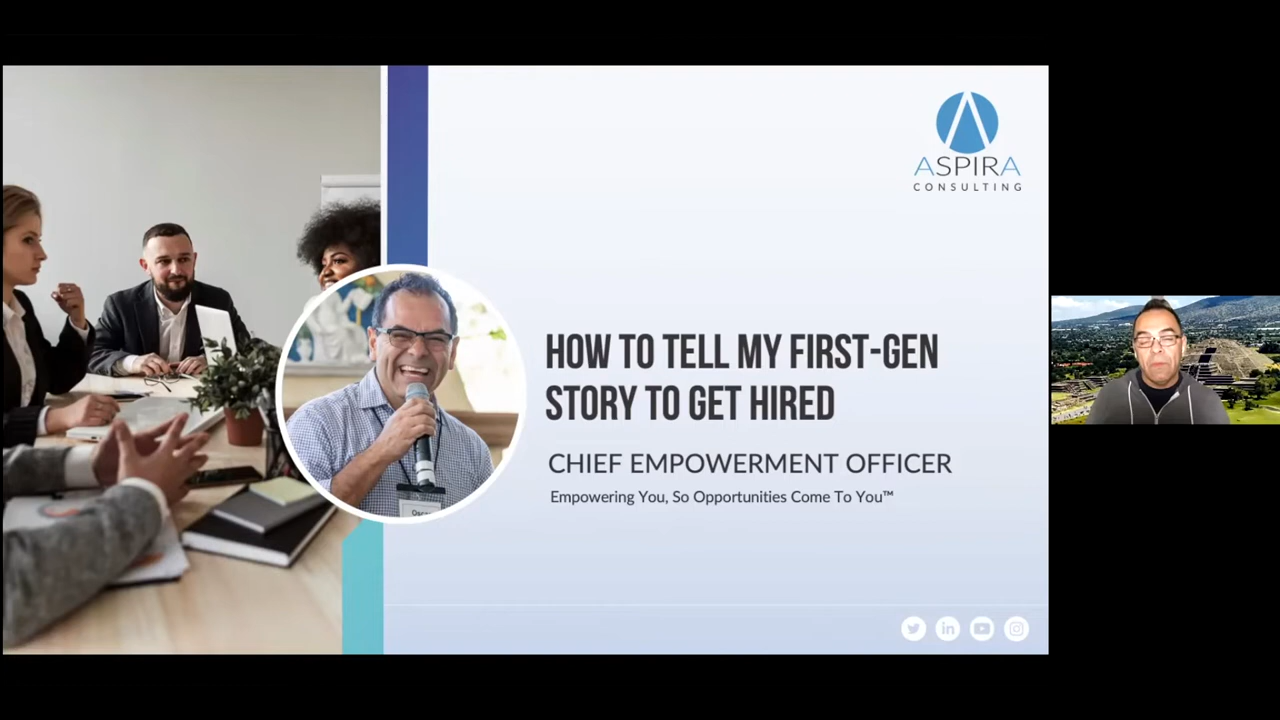 ASPIRA
CONSULTING
HOW TO TELL MY FIRST-GEN
STORY TO GET HIRED
CHIEF EMPOWERMENT OFFICER
Empowering You, So Opportunities Come To You™
in